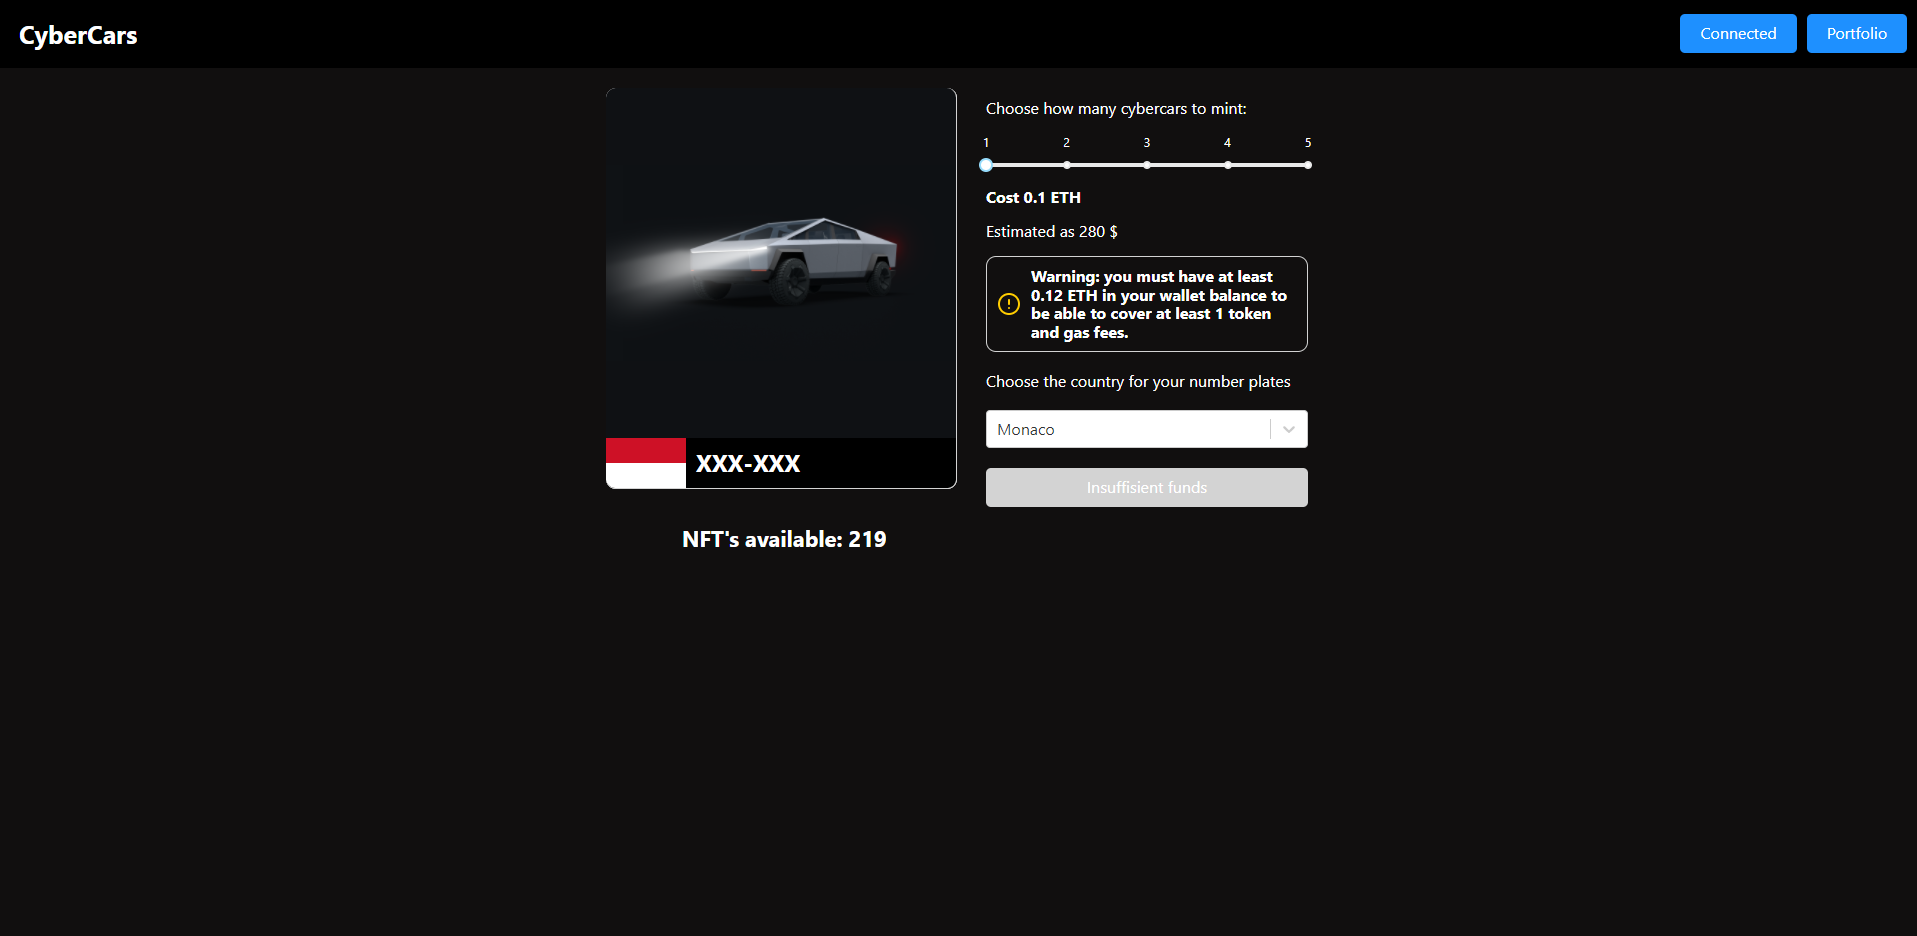 CyberCars
Connected
Portfolio
Choose how many cybercars to mint:
1 2 3 4 5
Cost 0.1 ETH
Estimated as 280 $
Warning: you must have at least
0.12 ETH in your wallet balance to
be able to cover at least 1 token
and gas fees.
Choose the country for your number plates
Monaco
Insuffisient funds
XXX-XXX
NFT's available: 219